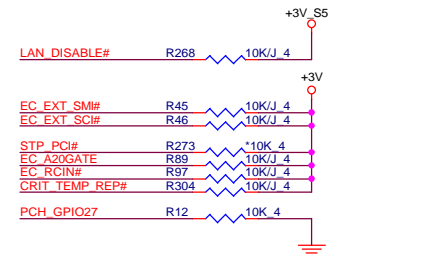 +3V_S5
LAN_DISABLE# R268 10K/J_4
+3V
EC_EXT_SMI# R45 10K/J_4
EC_EXT_SCI# R46 10K/J_4
STP_PCI# R273 *10K_4
EC_A20GATE R89 10K/J_4
EC_RCIN# R97 10K/J_4
CRIT_TEMP_REP# R304 10K/J_4
PCH_GPIO27 R12 10K_4